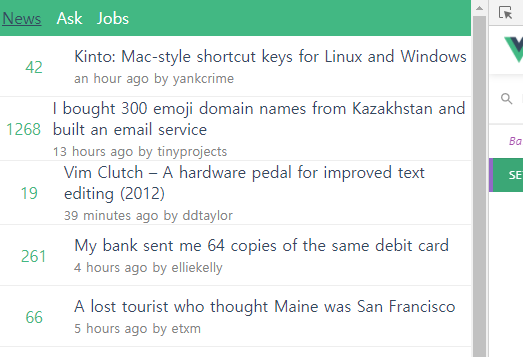 News Ask Jobs
42
Kinto: Mac-style shortcut keys for Linux and Windows
an hour ago by yankcrime
1268
I bought 300 emoji domain names from Kazakhstan and
built an email service
13 hours ago by tinyprojects
19
Vim Clutch – A hardware pedal for improved text
editing (2012)
39 minutes ago by ddtaylor
261
My bank sent me 64 copies of the same debit card
4 hours ago by elliekelly
66
A lost tourist who thought Maine was San Francisco
5 hours ago by etxm
Ba
SE